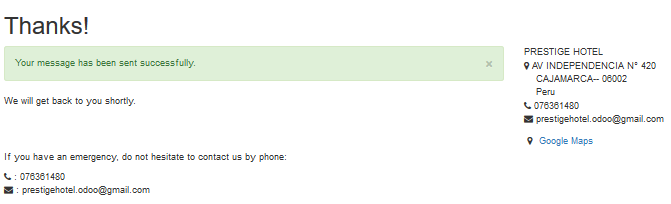 Thanks!
Your message has been sent successfully. ×
We will get back to you shortly.
If you have an emergency, do not hesitate to contact us by phone:
: 076361480
: prestigehotel.odoo@gmail.com
PRESTIGE HOTEL
AV INDEPENDENCIA N° 420
CAJAMARCA-- 06002
Peru
076361480
prestigehotel.odoo@gmail.com
Google Maps